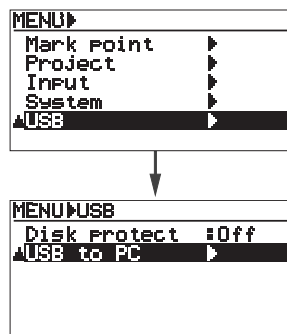 MENU▶
Mark point ▶
Project ▶
Input ▶
System ▶
▲USB ▶
MENU▶USB
Disk protect :Off
▲USB to PC ▶